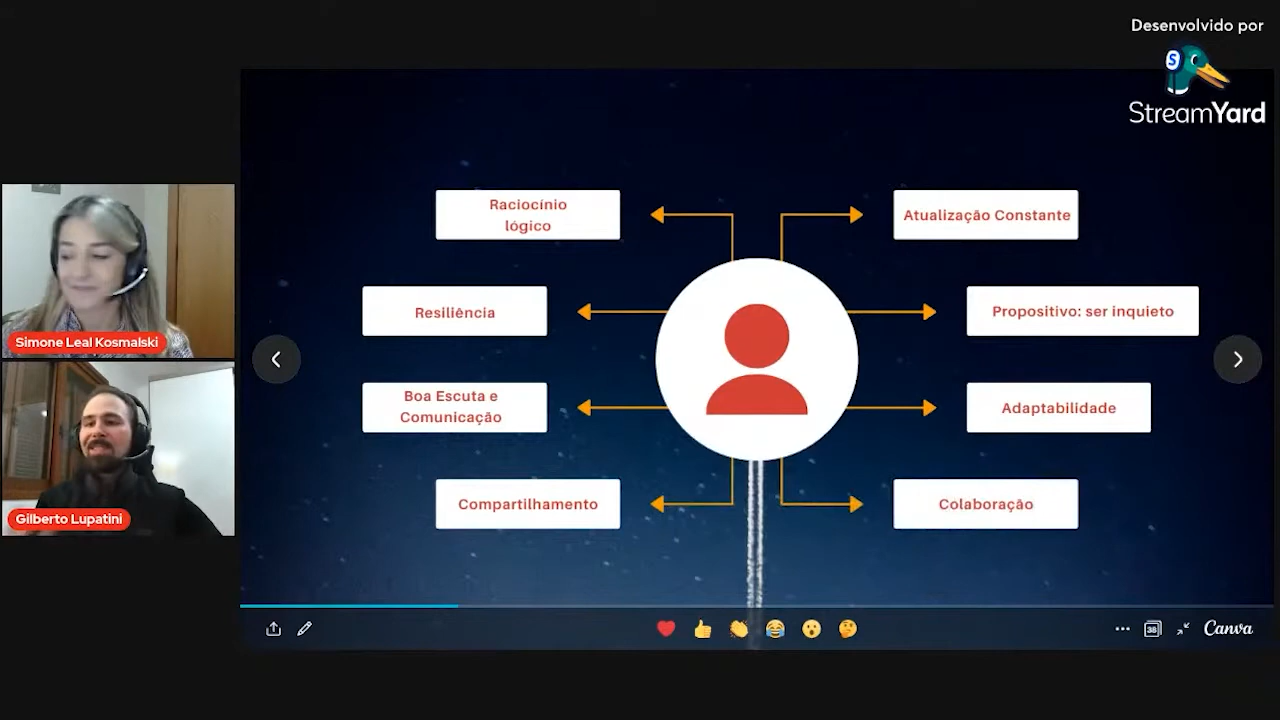 Desenvolvido por
S
StreamYard
Raciocínio
lógico
Atualização Constante
Resiliência
Propositivo: ser inquieto
Boa Escuta e
Comunicação
Adaptabilidade
Compartilhamento
Colaboração
Simone Leal Kosmalski
Gilberto Lupatini
38
Canva